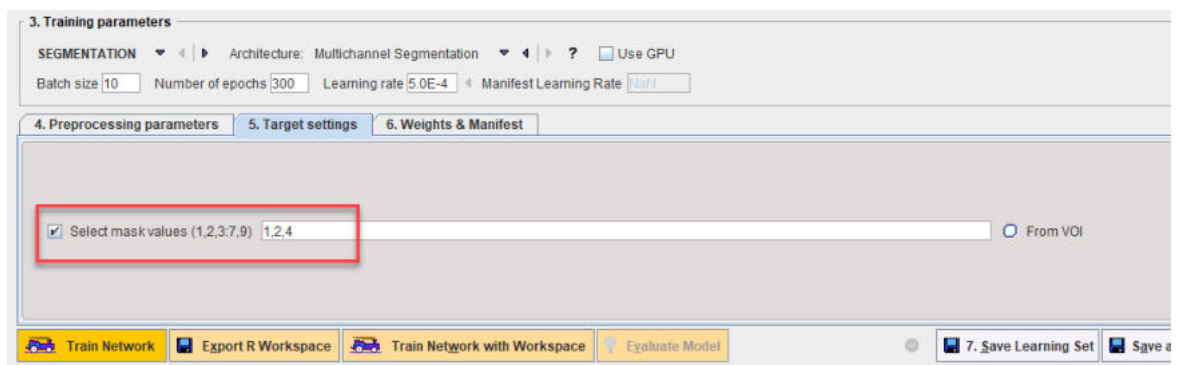 3. Training parameters
SEGMENTATION Architecture: Multichannel Segmentation ? Use GPU
Batch size 10 Number of epochs 300 Learning rate 5.0E-4 Manifest Learning Rate NaN
4. Preprocessing parameters 5. Target settings 6. Weights & Manifest
Select mask values (1,2,3:7,9) 1,2,4 From VOI
Train Network Export R Workspace Train Network with Workspace Evaluate Model 7. Save Learning Set Save a